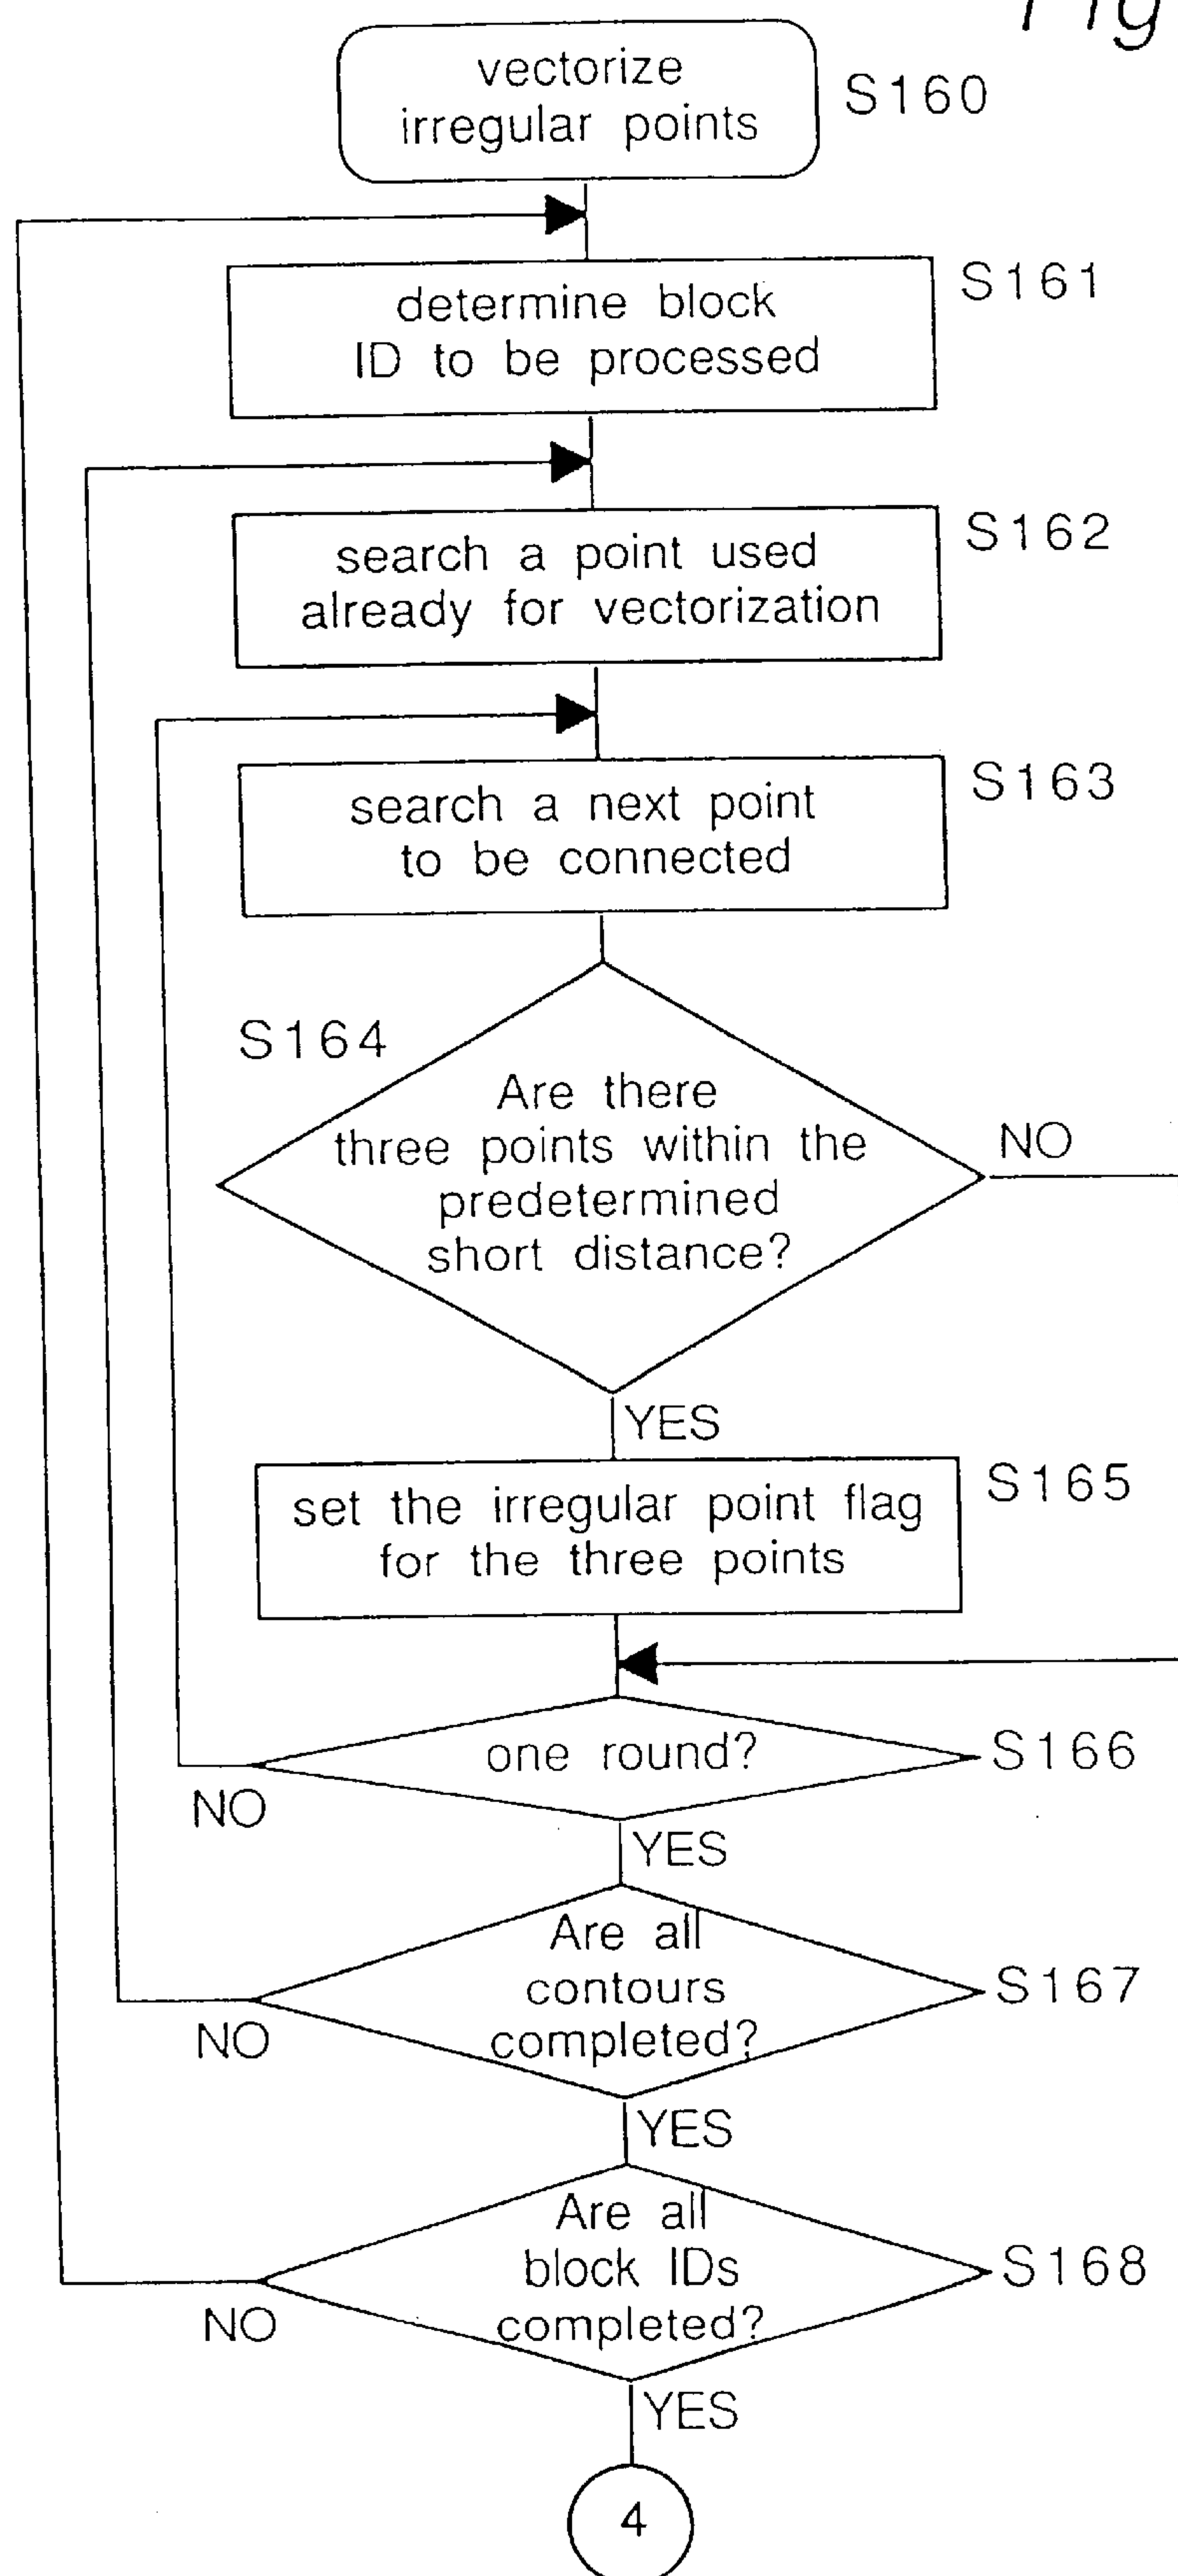 Fig
vectorize
irregular points
S160
determine block
ID to be processed
S161
search a point used
already for vectorization
S162
search a next point
to be connected
S163
S164
Are there
three points within the
predetermined
short distance?
NO
YES
set the irregular point flag
for the three points
S165
one round?
S166
NO
YES
Are all
contours
completed?
S167
NO
YES
Are all
block IDs
completed?
S168
NO
YES
4